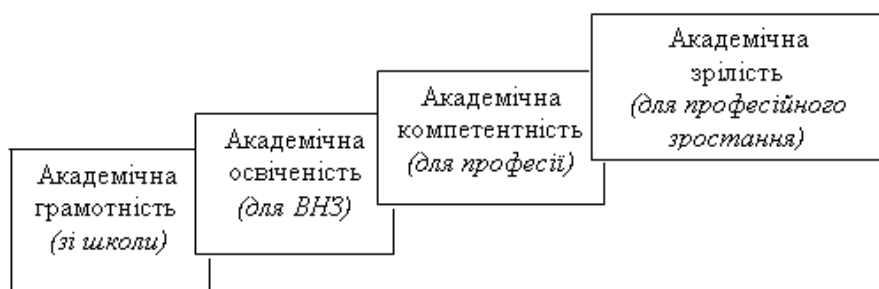 Академічна
грамотність
(зі школи)
Академічна
освіченість
(для ВНЗ)
Академічна
компетентність
(для професії)
Академічна
зрілість
(для професійного
зростання)